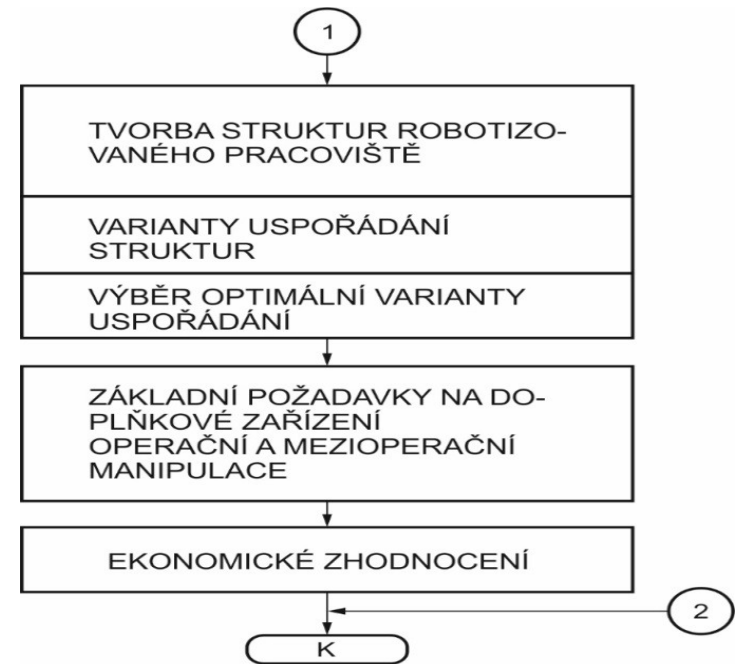 1
TVORBA STRUKTUR ROBOTIZO-
VANÉHO PRACOVIŠTĚ
VARIANTY USPOŘÁDÁNÍ
STRUKTUR
VÝBĚR OPTIMÁLNÍ VARIANTY
USPOŘÁDÁNÍ
ZÁKLADNÍ POŽADAVKY NA DO-
PLŇKOVÉ ZAŘÍZENÍ
OPERAČNÍ A MEZIOPERAČNÍ
MANIPULACE
EKONOMICKÉ ZHODNOCENÍ
2
K